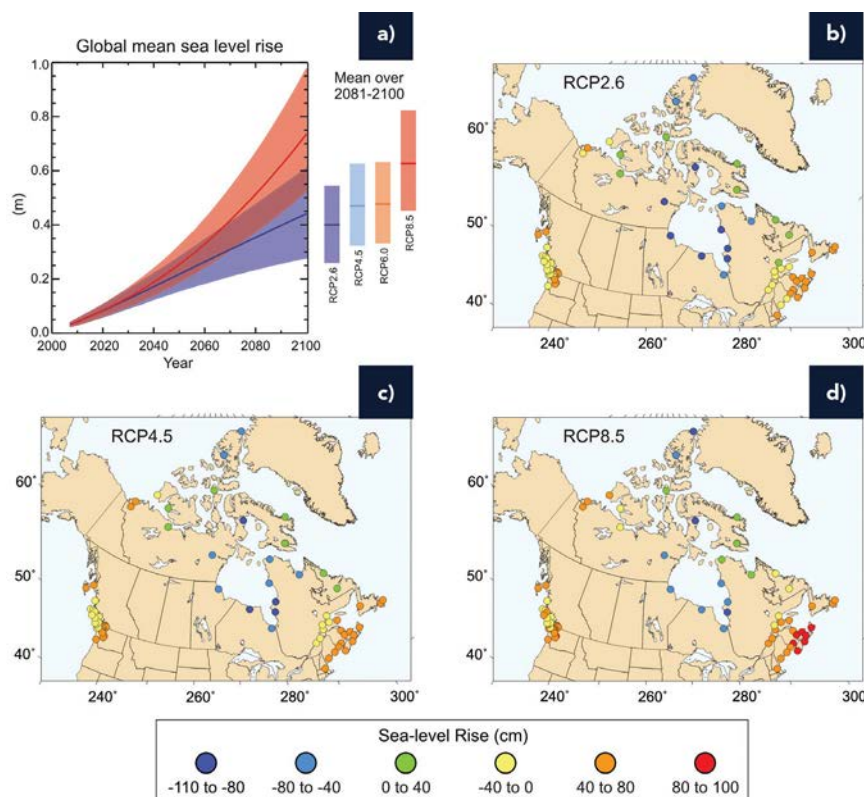 Global mean sea level rise
a)
1.0
0.8
0.6
0.4
0.2
0.0
(m)
2000 2020 2040 2060 2080 2100
Year
Mean over
2081-2100
RCP2.6
RCP4.5
RCP6.0
RCP8.5
b)
RCP2.6
60°
50°
40°
240° 260° 280° 300°
c)
RCP4.5
60°
50°
40°
240° 260° 280° 300°
d)
RCP8.5
60°
50°
40°
240° 260° 280° 300°
Sea-level Rise (cm)
-110 to -80 -80 to -40 0 to 40 -40 to 0 40 to 80 80 to 100